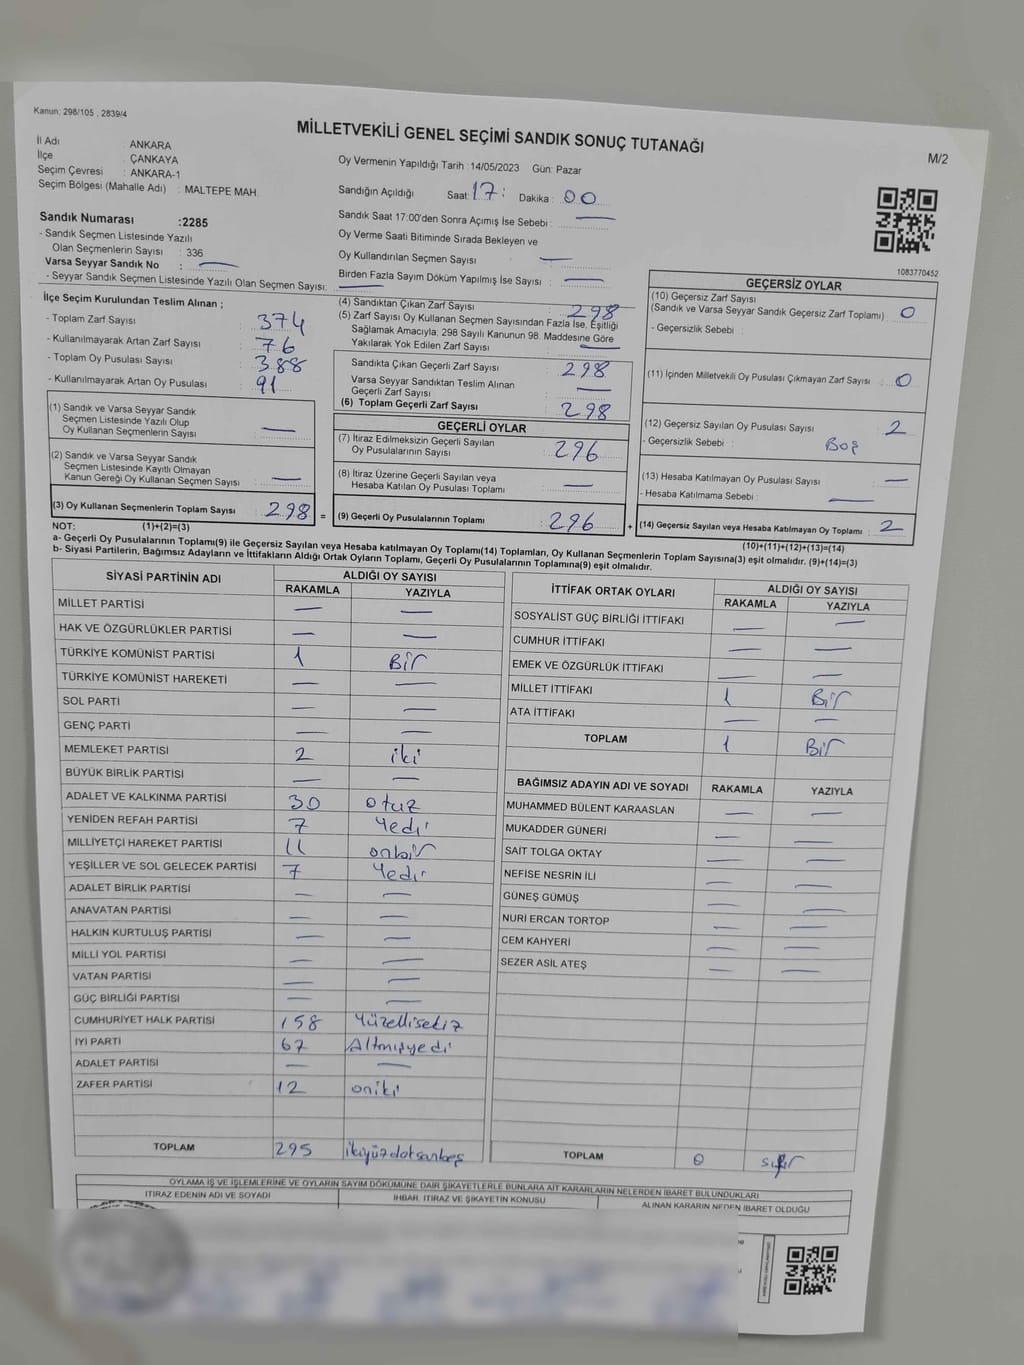 Kanun: 298/105 , 2839/4
MİLLETVEKİLİ GENEL SEÇİMİ SANDIK SONUÇ TUTANAĞI
M/2
İl Adı ANKARA
İlçe : ÇANKAYA
Seçim Çevresi : ANKARA-1
Seçim Bölgesi (Mahalle Adı) : MALTEPE MAH.
Sandık Numarası :2285
- Sandık Seçmen Listesinde Yazılı
Olan Seçmenlerin Sayısı : 336
Varsa Seyyar Sandık No : —
- Seyyar Sandık Seçmen Listesinde Yazılı Olan Seçmen Sayısı: —
Oy Vermenin Yapıldığı Tarih :14/05/2023 Gün: Pazar
Sandığın Açıldığı Saat: 17: Dakika : 00
Sandık Saat 17:00'den Sonra Açımış İse Sebebi : —
Oy Verme Saati Bitiminde Sırada Bekleyen ve
Oy Kullandırılan Seçmen Sayısı —
Birden Fazla Sayım Döküm Yapılmış İse Sayısı : —
1083770452
İlçe Seçim Kurulundan Teslim Alınan ;
- Toplam Zarf Sayısı : 374
- Kullanılmayarak Artan Zarf Sayısı : 76
- Toplam Oy Pusulası Sayısı : 388
- Kullanılmayarak Artan Oy Pusulası : 91
(1) Sandık ve Varsa Seyyar Sandık
Seçmen Listesinde Yazılı Olup
Oy Kullanan Seçmenlerin Sayısı : —
(2) Sandık ve Varsa Seyyar Sandık
Seçmen Listesinde Kayıtlı Olmayan
Kanun Gereği Oy Kullanan Seçmen Sayısı : —
(3) Oy Kullanan Seçmenlerin Toplam Sayısı : 298 =
(4) Sandıktan Çıkan Zarf Sayısı : 298
(5) Zarf Sayısı Oy Kullanan Seçmen Sayısından Fazla İse, Eşitliği
Sağlamak Amacıyla, 298 Sayılı Kanunun 98. Maddesine Göre
Yakılarak Yok Edilen Zarf Sayısı : —
Sandıkta Çıkan Geçerli Zarf Sayısı : 298
Varsa Seyyar Sandıktan Teslim Alınan
Geçerli Zarf Sayısı : —
(6) Toplam Geçerli Zarf Sayısı : 298
GEÇERLİ OYLAR
(7) İtiraz Edilmeksizin Geçerli Sayılan
Oy Pusulalarının Sayısı : 296
(8) İtiraz Üzerine Geçerli Sayılan veya
Hesaba Katılan Oy Pusulası Toplamı : —
(9) Geçerli Oy Pusulalarının Toplamı : 296 +
GEÇERSİZ OYLAR
(10) Geçersiz Zarf Sayısı
(Sandık ve Varsa Seyyar Sandık Geçersiz Zarf Toplamı) : 0
- Geçersizlik Sebebi :
(11) İçinden Milletvekili Oy Pusulası Çıkmayan Zarf Sayısı : 0
(12) Geçersiz Sayılan Oy Pusulası Sayısı : 2
- Geçersizlik Sebebi : Boş
(13) Hesaba Katılmayan Oy Pusulası Sayısı : —
- Hesaba Katılmama Sebebi : —
(14) Geçersiz Sayılan veya Hesaba Katılmayan Oy Toplamı : 2
NOT: (1)+(2)=(3) (10)+(11)+(12)+(13)=(14)
a- Geçerli Oy Pusulalarının Toplamı(9) ile Geçersiz Sayılan veya Hesaba katılmayan Oy Toplamı(14) Toplamları, Oy Kullanan Seçmenlerin Toplam Sayısına(3) eşit olmalıdır. (9)+(14)=(3)
b- Siyasi Partilerin, Bağımsız Adayların ve İttifakların Aldığı Ortak Oyların Toplamı, Geçerli Oy Pusulalarının Toplamına(9) eşit olmalıdır.
SİYASİ PARTİNİN ADI ALDIĞI OY SAYISI
RAKAMLA YAZIYLA
MİLLET PARTİSİ — —
HAK VE ÖZGÜRLÜKLER PARTİSİ — —
TÜRKİYE KOMÜNİST PARTİSİ 1 Bir
TÜRKİYE KOMÜNİST HAREKETİ — —
SOL PARTİ — —
GENÇ PARTİ — —
MEMLEKET PARTİSİ 2 iki
BÜYÜK BİRLİK PARTİSİ — —
ADALET VE KALKINMA PARTİSİ 30 otuz
YENİDEN REFAH PARTİSİ 7 Yedi
MİLLİYETÇİ HAREKET PARTİSİ 11 onbir
YEŞİLLER VE SOL GELECEK PARTİSİ 7 Yedi
ADALET BİRLİK PARTİSİ — —
ANAVATAN PARTİSİ — —
HALKIN KURTULUŞ PARTİSİ — —
MİLLİ YOL PARTİSİ — —
VATAN PARTİSİ — —
GÜÇ BİRLİĞİ PARTİSİ — —
CUMHURİYET HALK PARTİSİ 158 Yüzellisekiz
İYİ PARTİ 67 Altmışyedi
ADALET PARTİSİ — —
ZAFER PARTİSİ 12 oniki
TOPLAM 295 ikiyüzdoksanbeş
İTTİFAK ORTAK OYLARI ALDIĞI OY SAYISI
RAKAMLA YAZIYLA
SOSYALİST GÜÇ BİRLİĞİ İTTİFAKI — —
CUMHUR İTTİFAKI — —
EMEK VE ÖZGÜRLÜK İTTİFAKI — —
MİLLET İTTİFAKI 1 Bir
ATA İTTİFAKI — —
TOPLAM 1 Bir
BAĞIMSIZ ADAYIN ADI VE SOYADI RAKAMLA YAZIYLA
MUHAMMED BÜLENT KARAASLAN — —
MUKADDER GÜNERİ —
SAİT TOLGA OKTAY — —
NEFİSE NESRİN İLİ — —
GÜNEŞ GÜMÜŞ — —
NURİ ERCAN TORTOP — —
CEM KAHYERİ — —
SEZER ASİL ATEŞ — —
TOPLAM 0 sıfır
OYLAMA İŞ VE İŞLEMLERİNE VE OYLARIN SAYIM DÖKÜMÜNE DAİR ŞİKAYETLERLE BUNLARA AİT KARARLARIN NELERDEN İBARET BULUNDUKLARI
İTİRAZ EDENİN ADI VE SOYADI İHBAR, İTİRAZ VE ŞİKAYETİN KONUSU ALINAN KARARIN NEDEN İBARET OLDUĞU